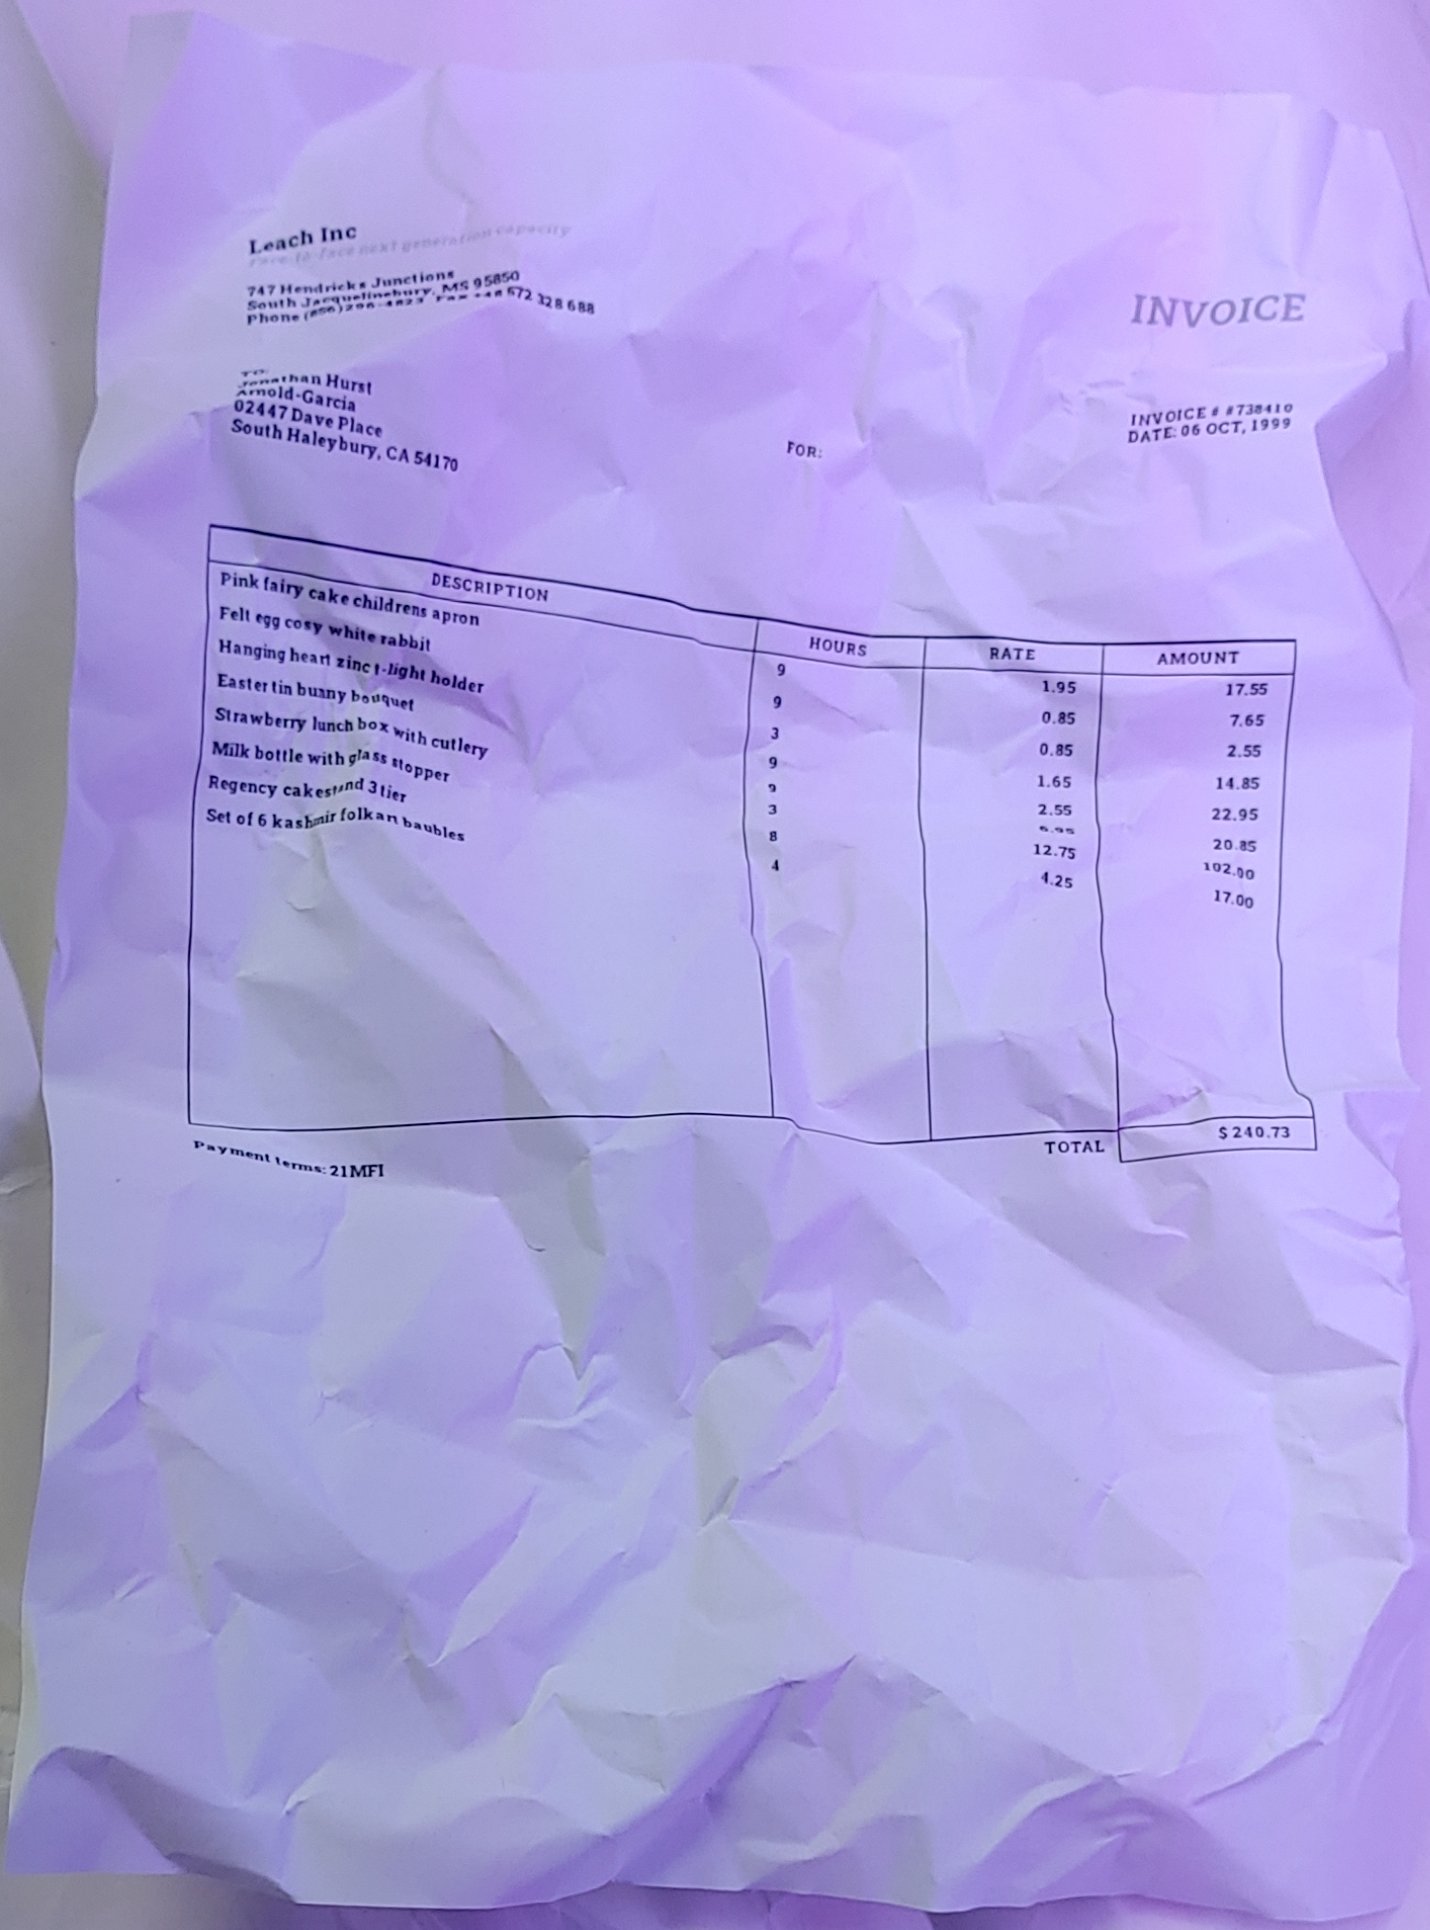 Leach Inc
Face-to-face next generation capacity
747 Hendricks Junctions
South Jacquelinebury, MS 95850
Phone (856)296-4823 Fax +48 572 328 688
INVOICE
Jonathan Hurst
Arnold-Garcia
02447 Dave Place
South Haleybury, CA 54170
FOR:
INVOICE # #738410
DATE: 06 OCT, 1999
DESCRIPTION HOURS RATE AMOUNT
Pink fairy cake childrens apron 9 1.95 17.55
Felt egg cosy white rabbit 9 0.85 7.65
Hanging heart zinc t-light holder 3 0.85 2.55
Easter tin bunny bouquet 9 1.65 14.85
Strawberry lunch box with cutlery 9 2.55 22.95
Milk bottle with glass stopper 3 20.85
Regency cakestand 3 tier 8 12.75 102.00
Set of 6 kashmir folkart baubles 4 4.25 17.00
TOTAL $ 240.73
Payment terms: 21MFI